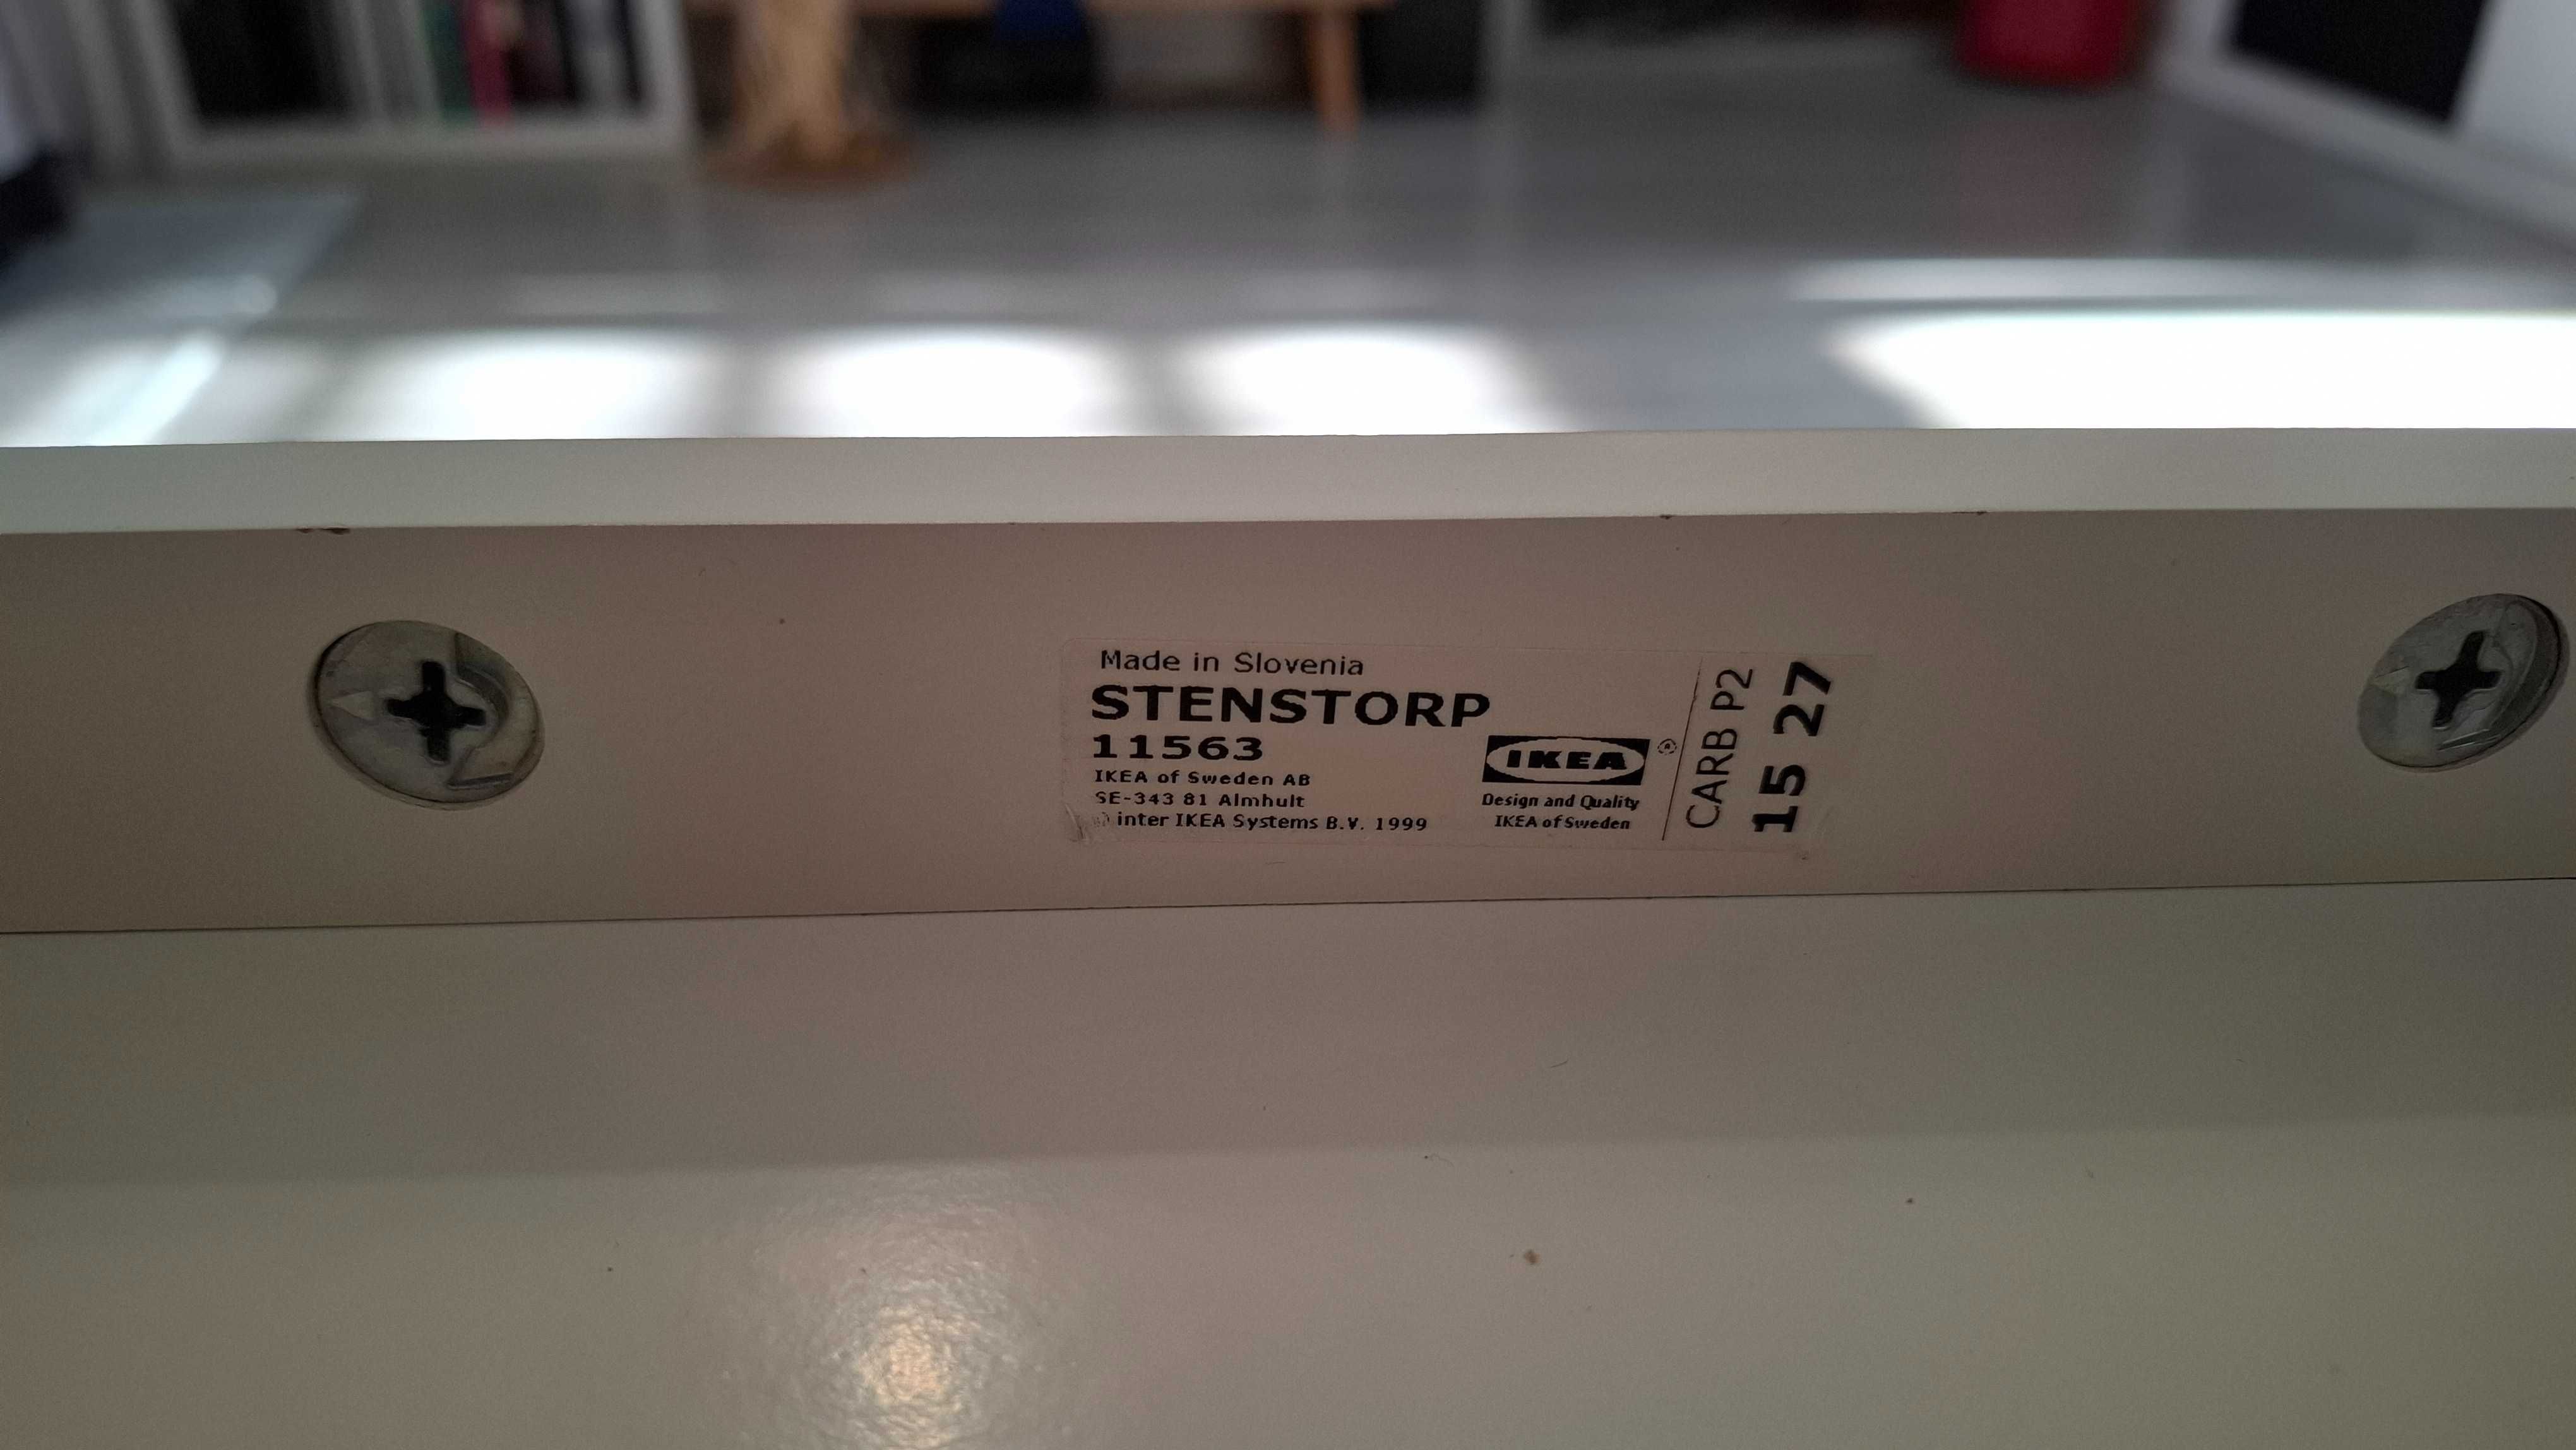 Made in Slovenia
STENSTORP
11563
IKEA of Sweden AB
SE-343 81 Almhult
inter IKEA Systems B.V. 1999
IKEA ®
Design and Quality
IKEA of Sweden
CARB P2
15 27